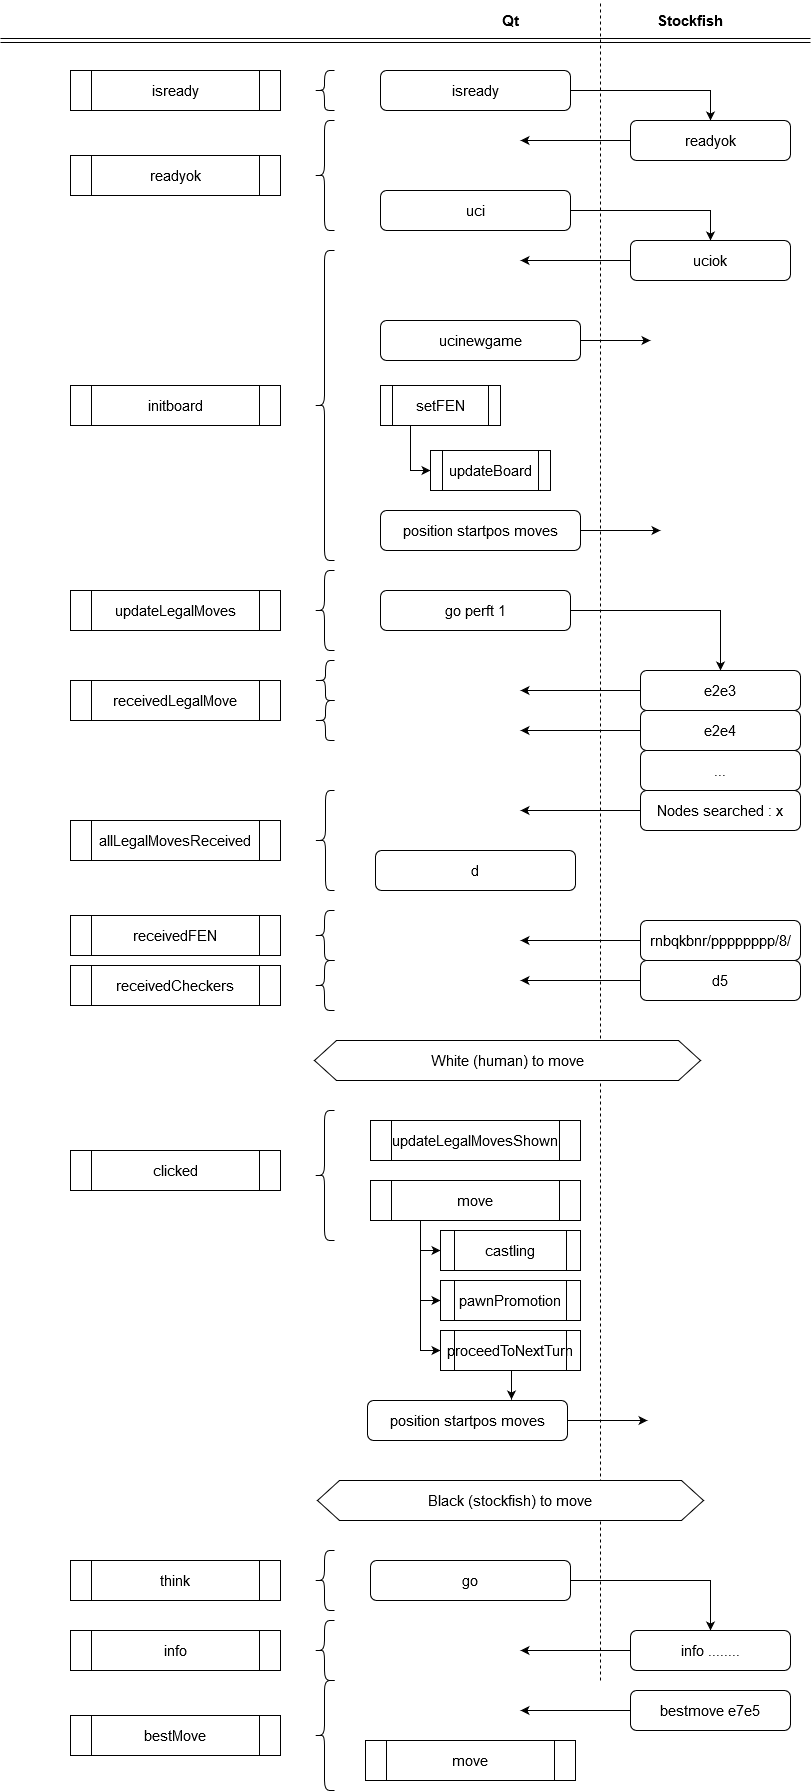 Qt Stockfish
isready isready
readyok
readyok
uci
uciok
ucinewgame
initboard setFEN
updateBoard
position startpos moves
updateLegalMoves go perft 1
e2e3
receivedLegalMove
e2e4
...
Nodes searched : x
allLegalMovesReceived
d
receivedFEN rnbqkbnr/pppppppp/8/
receivedCheckers d5
White (human) to move
updateLegalMovesShown
clicked
move
castling
pawnPromotion
proceedToNextTurn
position startpos moves
Black (stockfish) to move
think go
info info ........
bestmove e7e5
bestMove
move